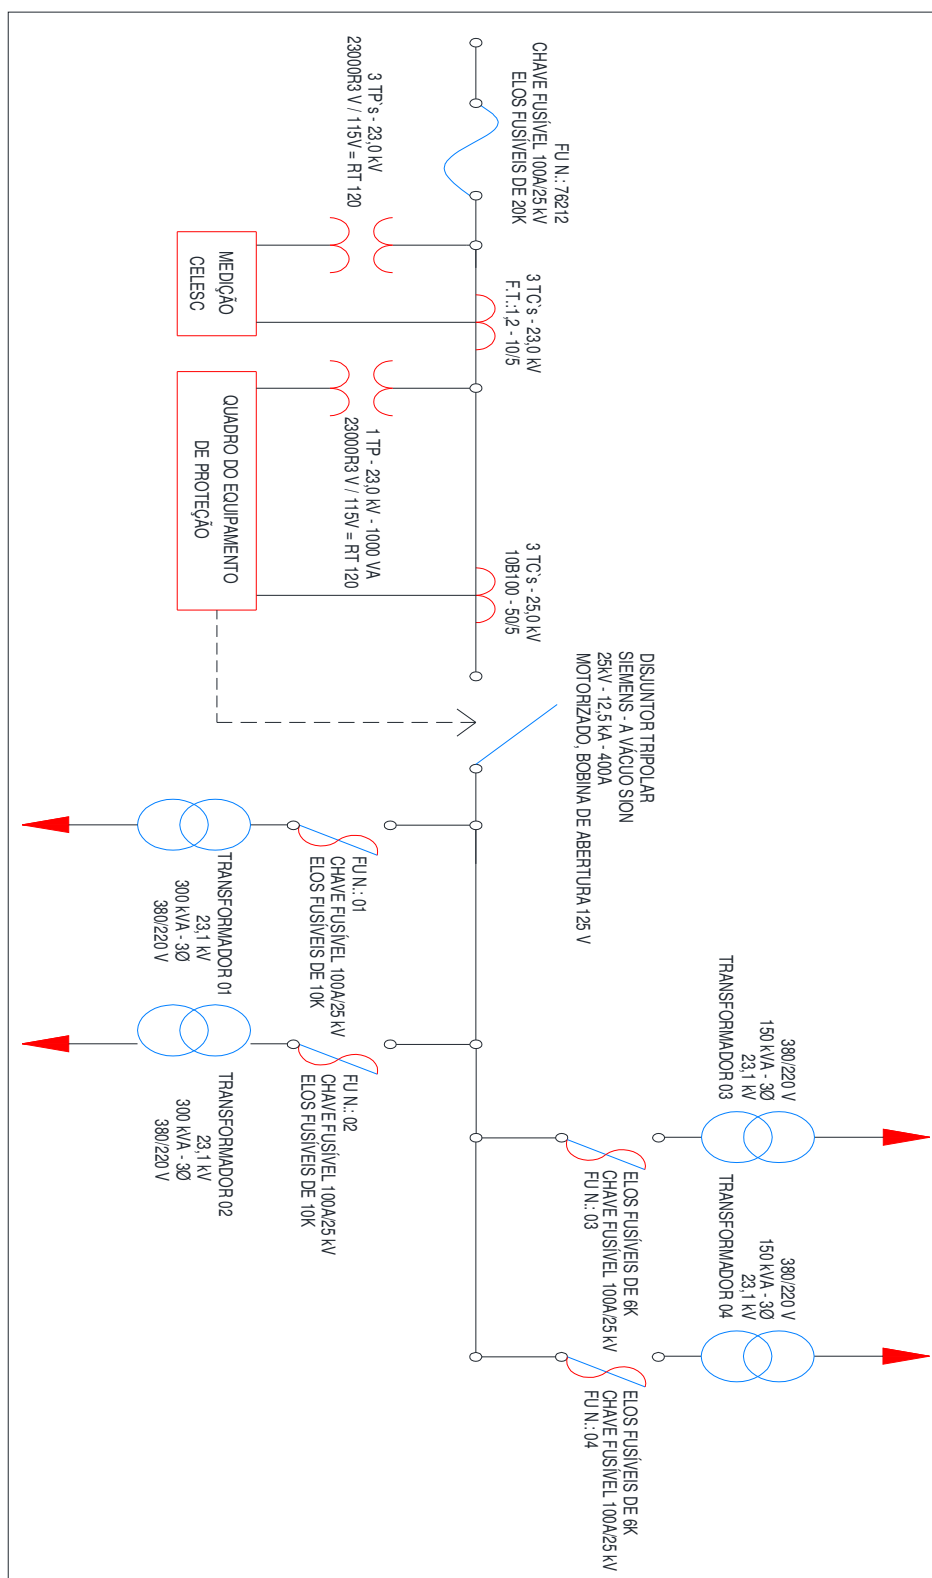 FU N.: 76212
CHAVE FUSÍVEL 100A/25 kV
ELOS FUSÍVEIS DE 20K
3 TP`s - 23,0 kV
23000R3 V / 115V = RT 120
MEDIÇÃO
CELESC
3 TC`s - 23,0 kV
F.T.:1,2 - 10/5
1 TP - 23,0 kV - 1000 VA
23000R3 V / 115V = RT 120
QUADRO DO EQUIPAMENTO
DE PROTEÇÃO
3 TC`s - 25,0 kV
10B100 - 50/5
DISJUNTOR TRIPOLAR
SIEMENS - A VÁCUO SION
25kV - 12,5 kA - 400A
MOTORIZADO, BOBINA DE ABERTURA 125 V
FU N.: 01
CHAVE FUSÍVEL 100A/25 kV
ELOS FUSÍVEIS DE 10K
TRANSFORMADOR 01
23,1 kV
300 kVA - 3Ø
380/220 V
FU N.: 02
CHAVE FUSÍVEL 100A/25 kV
ELOS FUSÍVEIS DE 10K
TRANSFORMADOR 02
23,1 kV
300 kVA - 3Ø
380/220 V
380/220 V
150 kVA - 3Ø
23,1 kV
TRANSFORMADOR 03
ELOS FUSÍVEIS DE 6K
CHAVE FUSÍVEL 100A/25 kV
FU N.: 03
380/220 V
150 kVA - 3Ø
23,1 kV
TRANSFORMADOR 04
ELOS FUSÍVEIS DE 6K
CHAVE FUSÍVEL 100A/25 kV
FU N.: 04